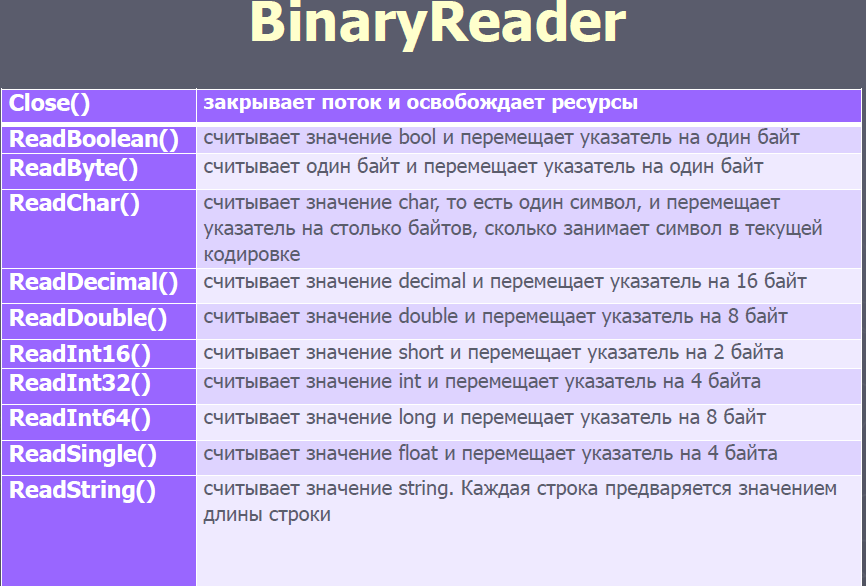 BinaryReader
Close() закрывает поток и освобождает ресурсы
ReadBoolean() считывает значение bool и перемещает указатель на один байт
ReadByte() считывает один байт и перемещает указатель на один байт
ReadChar() считывает значение char, то есть один символ, и перемещает
указатель на столько байтов, сколько занимает символ в текущей
кодировке
ReadDecimal() считывает значение decimal и перемещает указатель на 16 байт
ReadDouble() считывает значение double и перемещает указатель на 8 байт
ReadInt16() считывает значение short и перемещает указатель на 2 байта
ReadInt32() считывает значение int и перемещает указатель на 4 байта
ReadInt64() считывает значение long и перемещает указатель на 8 байт
ReadSingle() считывает значение float и перемещает указатель на 4 байта
ReadString() считывает значение string. Каждая строка предваряется значением
длины строки